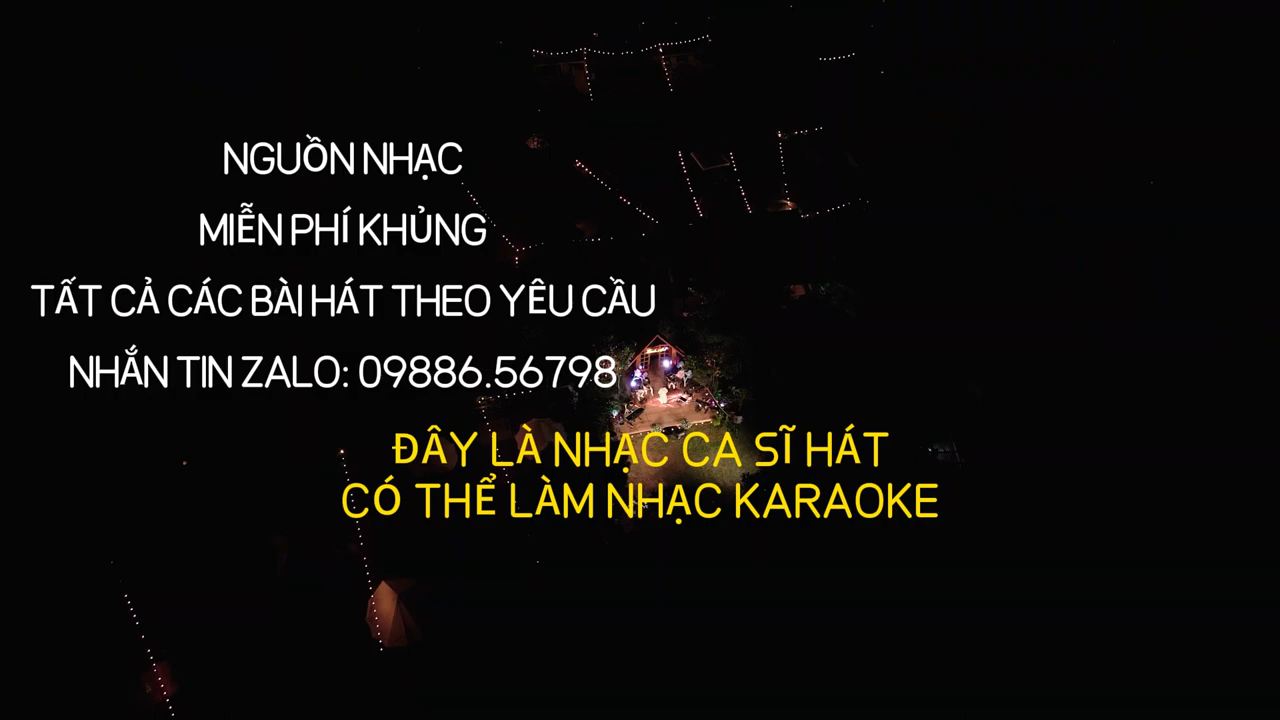 NGUỒN NHẠC
MIỄN PHÍ KHỦNG
TẤT CẢ CÁC BÀI HÁT THEO YÊU CẦU
NHẮN TIN ZALO: 09886.56798
ĐÂY LÀ NHẠC CA SĨ HÁT
CÓ THỂ LÀM NHẠC KARAOKE